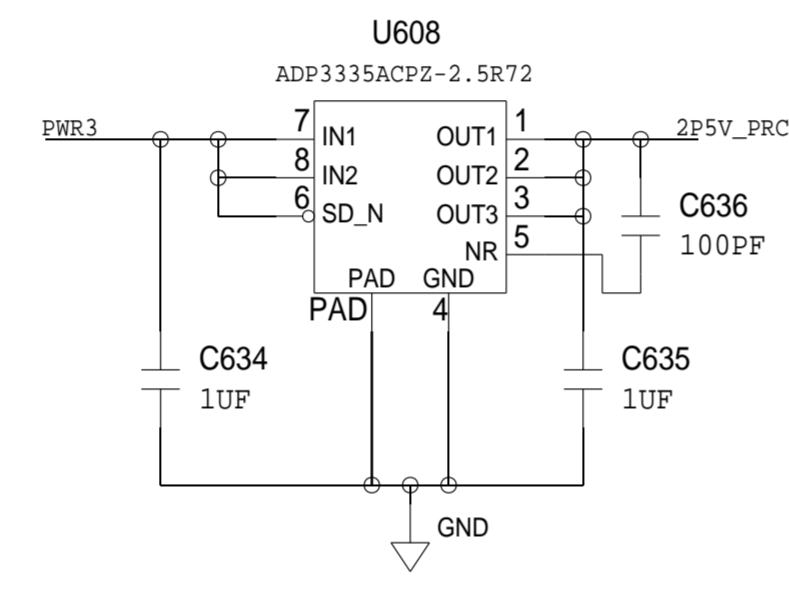 U608
ADP3335ACPZ-2.5R72
PWR3
7
IN1
OUT1
1
2P5V_PRC
8
IN2
OUT2
2
6
SD_N
OUT3
3
NR
5
C636
100PF
PAD
GND
PAD
4
C634
1UF
C635
1UF
GND